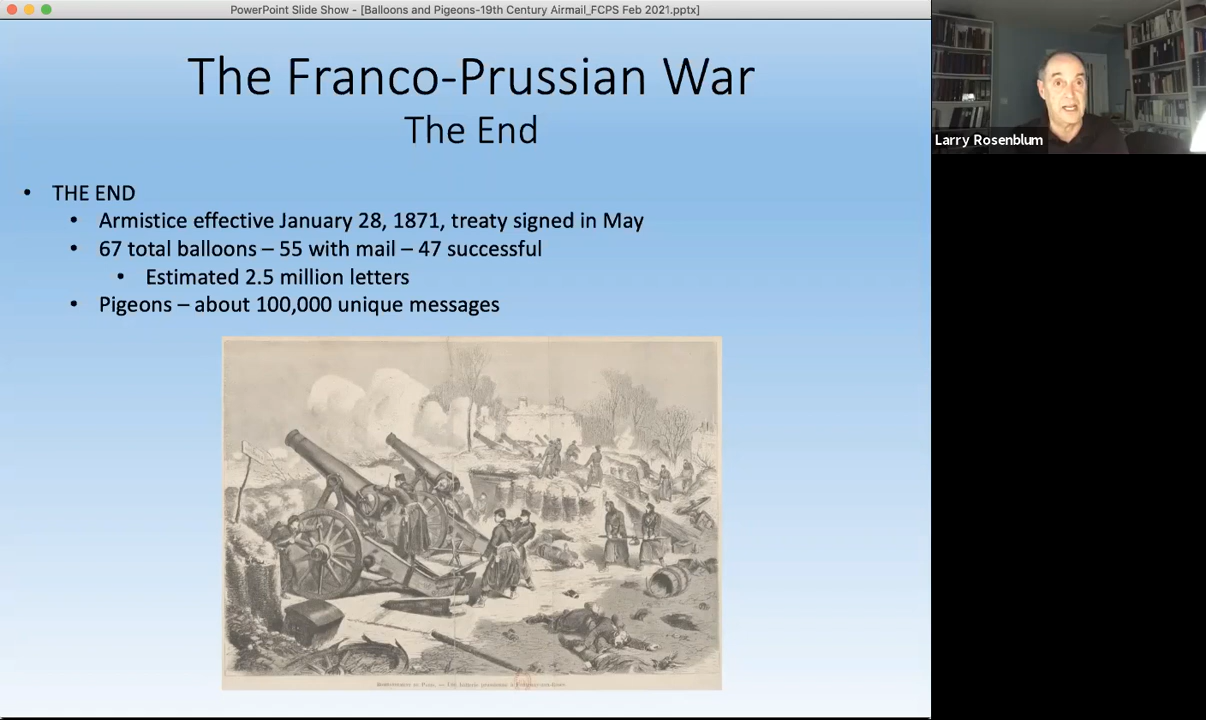 PowerPoint Slide Show - [Balloons and Pigeons-19th Century Airmail_FCPS Feb 2021.pptx]
The Franco-Prussian War
The End
Larry Rosenblum
• THE END
• Armistice effective January 28, 1871, treaty signed in May
• 67 total balloons – 55 with mail – 47 successful
• Estimated 2.5 million letters
• Pigeons – about 100,000 unique messages